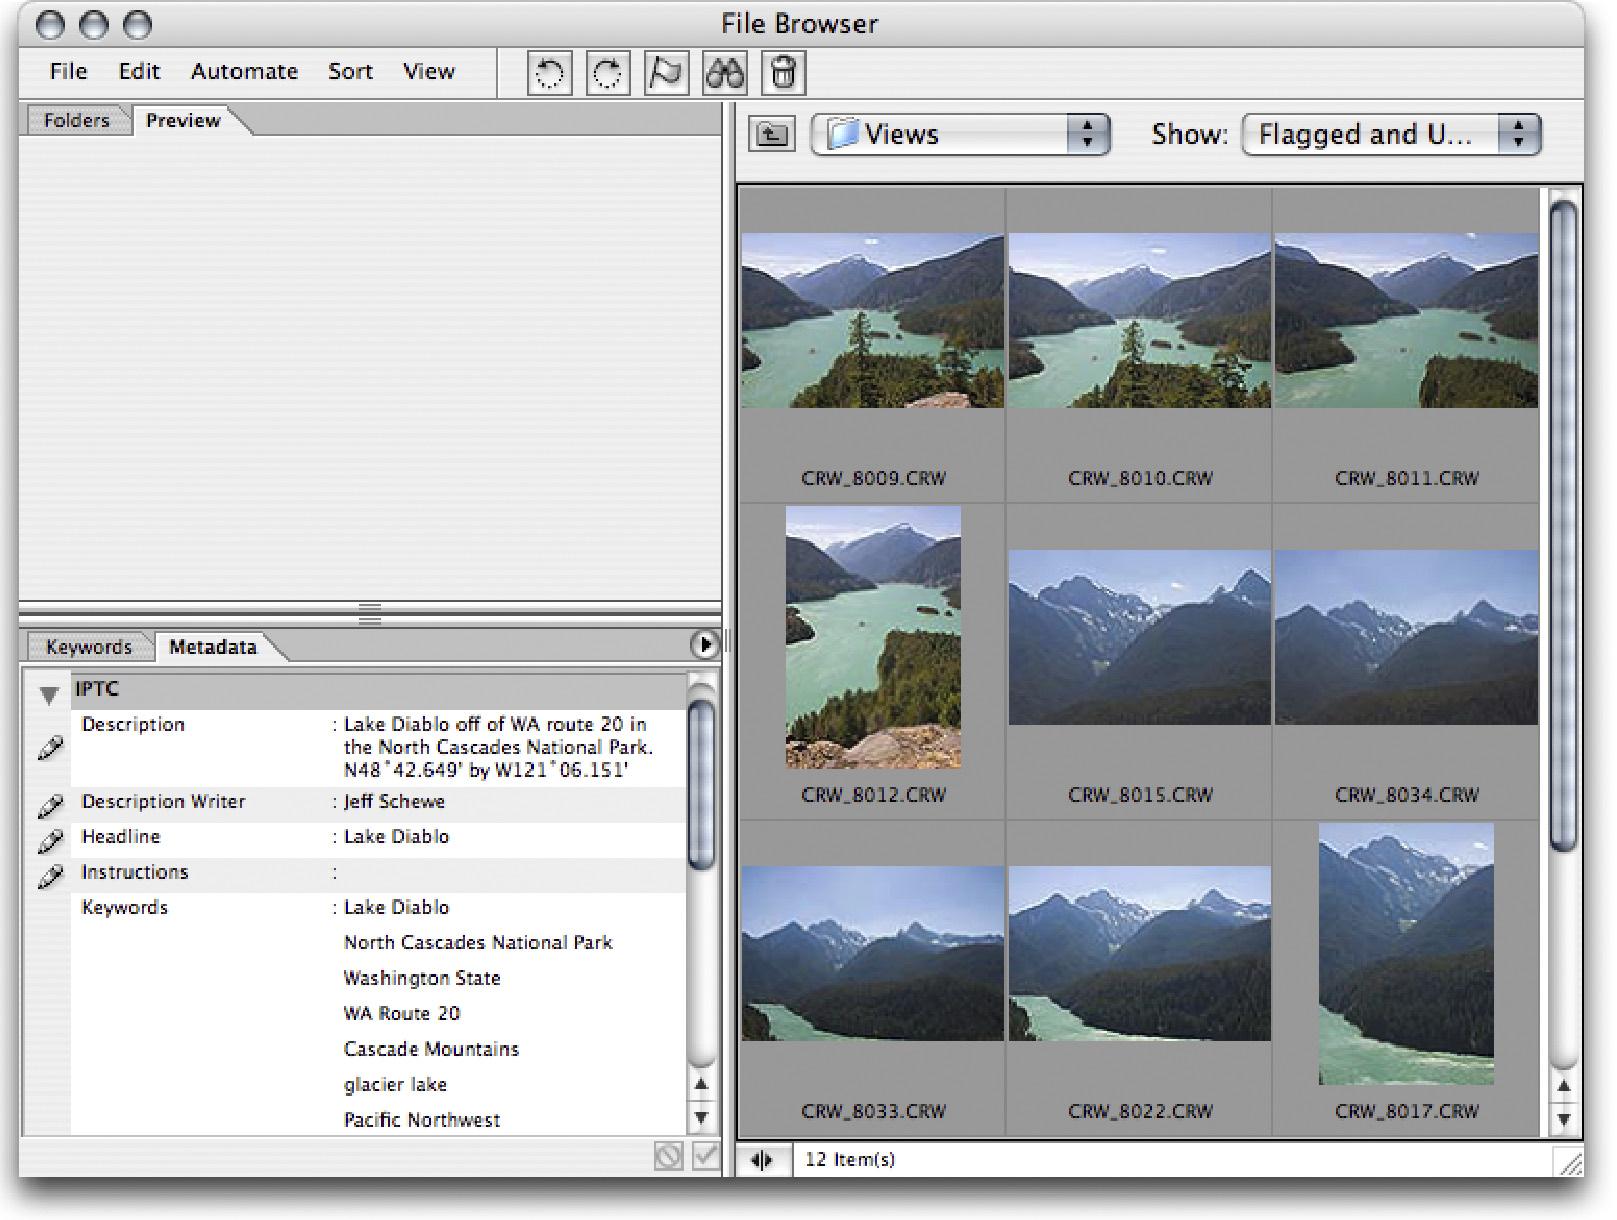 File Browser
File Edit Automate Sort View
Folders Preview
Views Show: Flagged and U...
CRW_8009.CRW CRW_8010.CRW CRW_8011.CRW
CRW_8012.CRW CRW_8015.CRW CRW_8034.CRW
CRW_8033.CRW CRW_8022.CRW CRW_8017.CRW
Keywords Metadata
IPTC
Description : Lake Diablo off of WA route 20 in
the North Cascades National Park.
N48°42.649' by W121°06.151'
Description Writer : Jeff Schewe
Headline : Lake Diablo
Instructions :
Keywords : Lake Diablo
North Cascades National Park
Washington State
WA Route 20
Cascade Mountains
glacier lake
Pacific Northwest
12 Item(s)